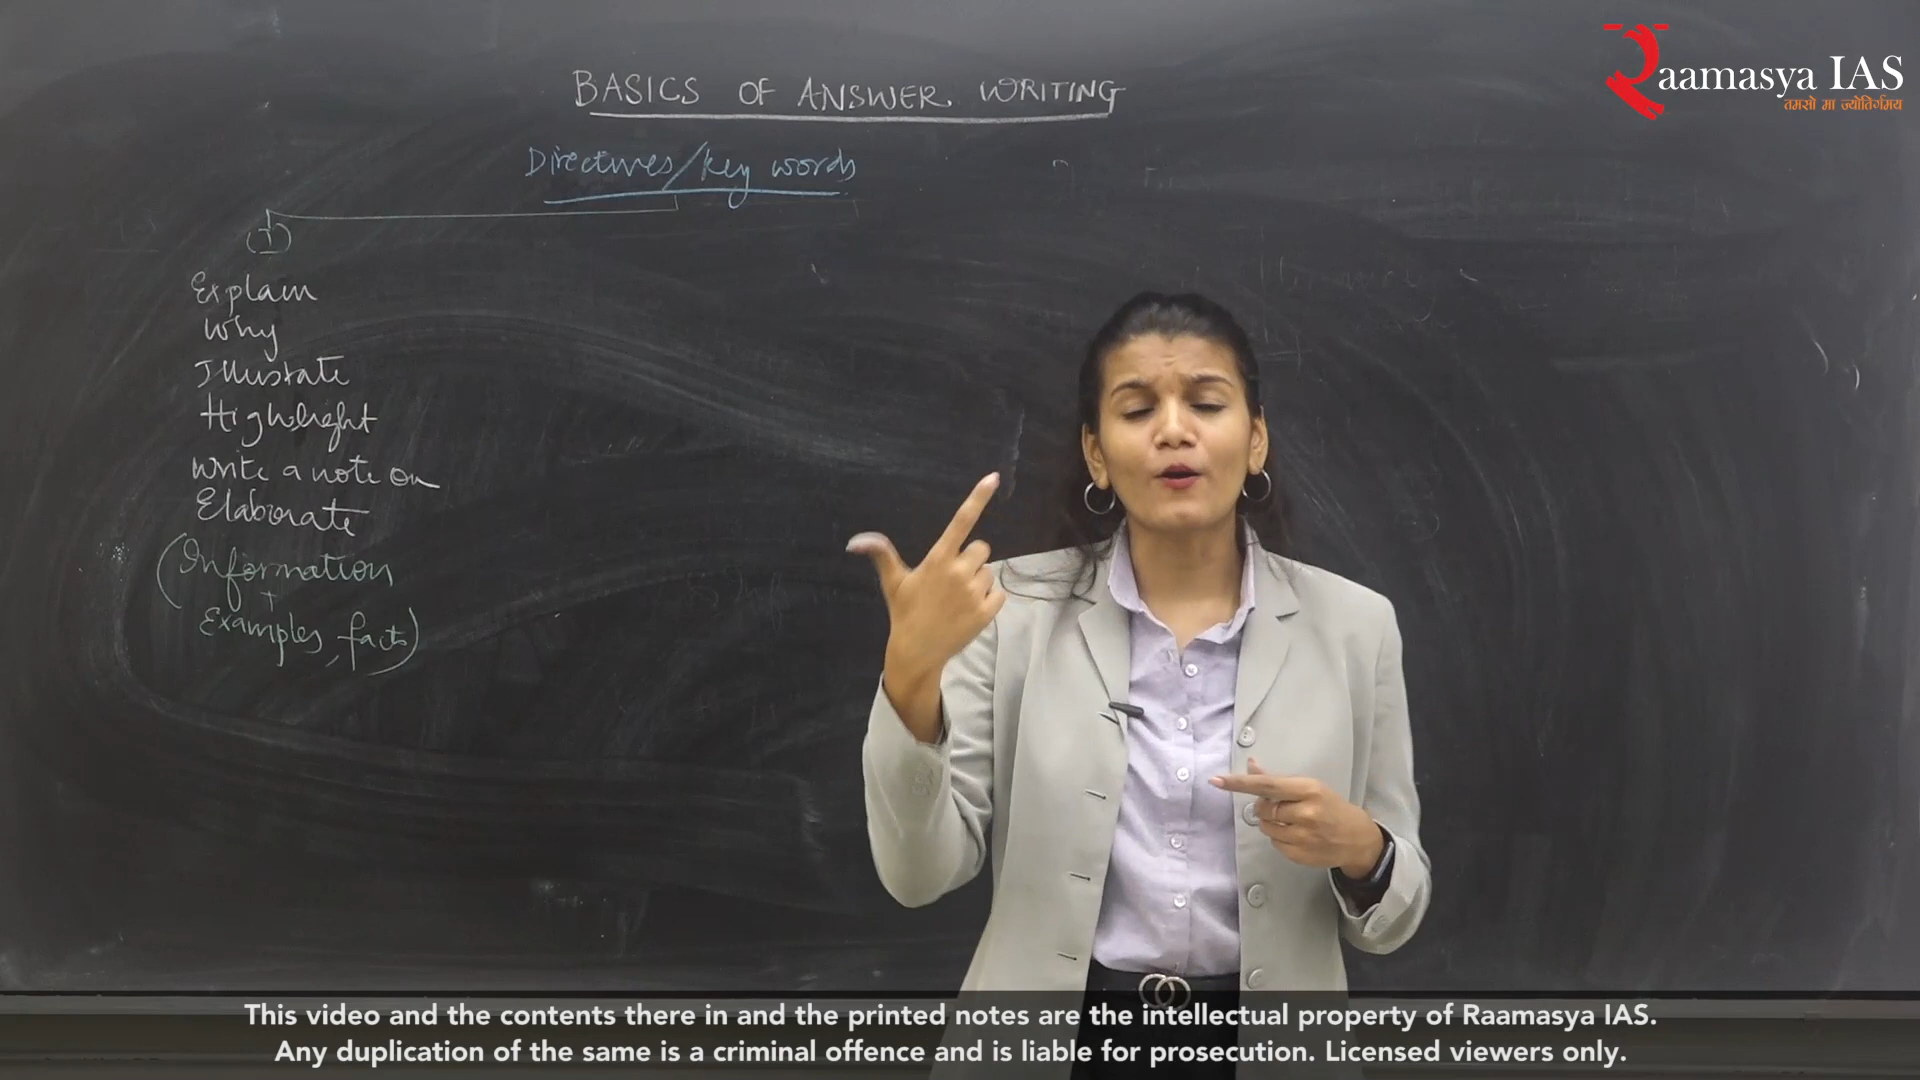 Raamasya IAS
तमसो मा ज्योतिर्गमय
BASICS OF ANSWER WRITING
Directives/key words
(1)
Explain
Why
Illustrate
Highlight
Write a note on
Elaborate
(Information
+
Examples, facts)
This video and the contents there in and the printed notes are the intellectual property of Raamasya IAS.
Any duplication of the same is a criminal offence and is liable for prosecution. Licensed viewers only.